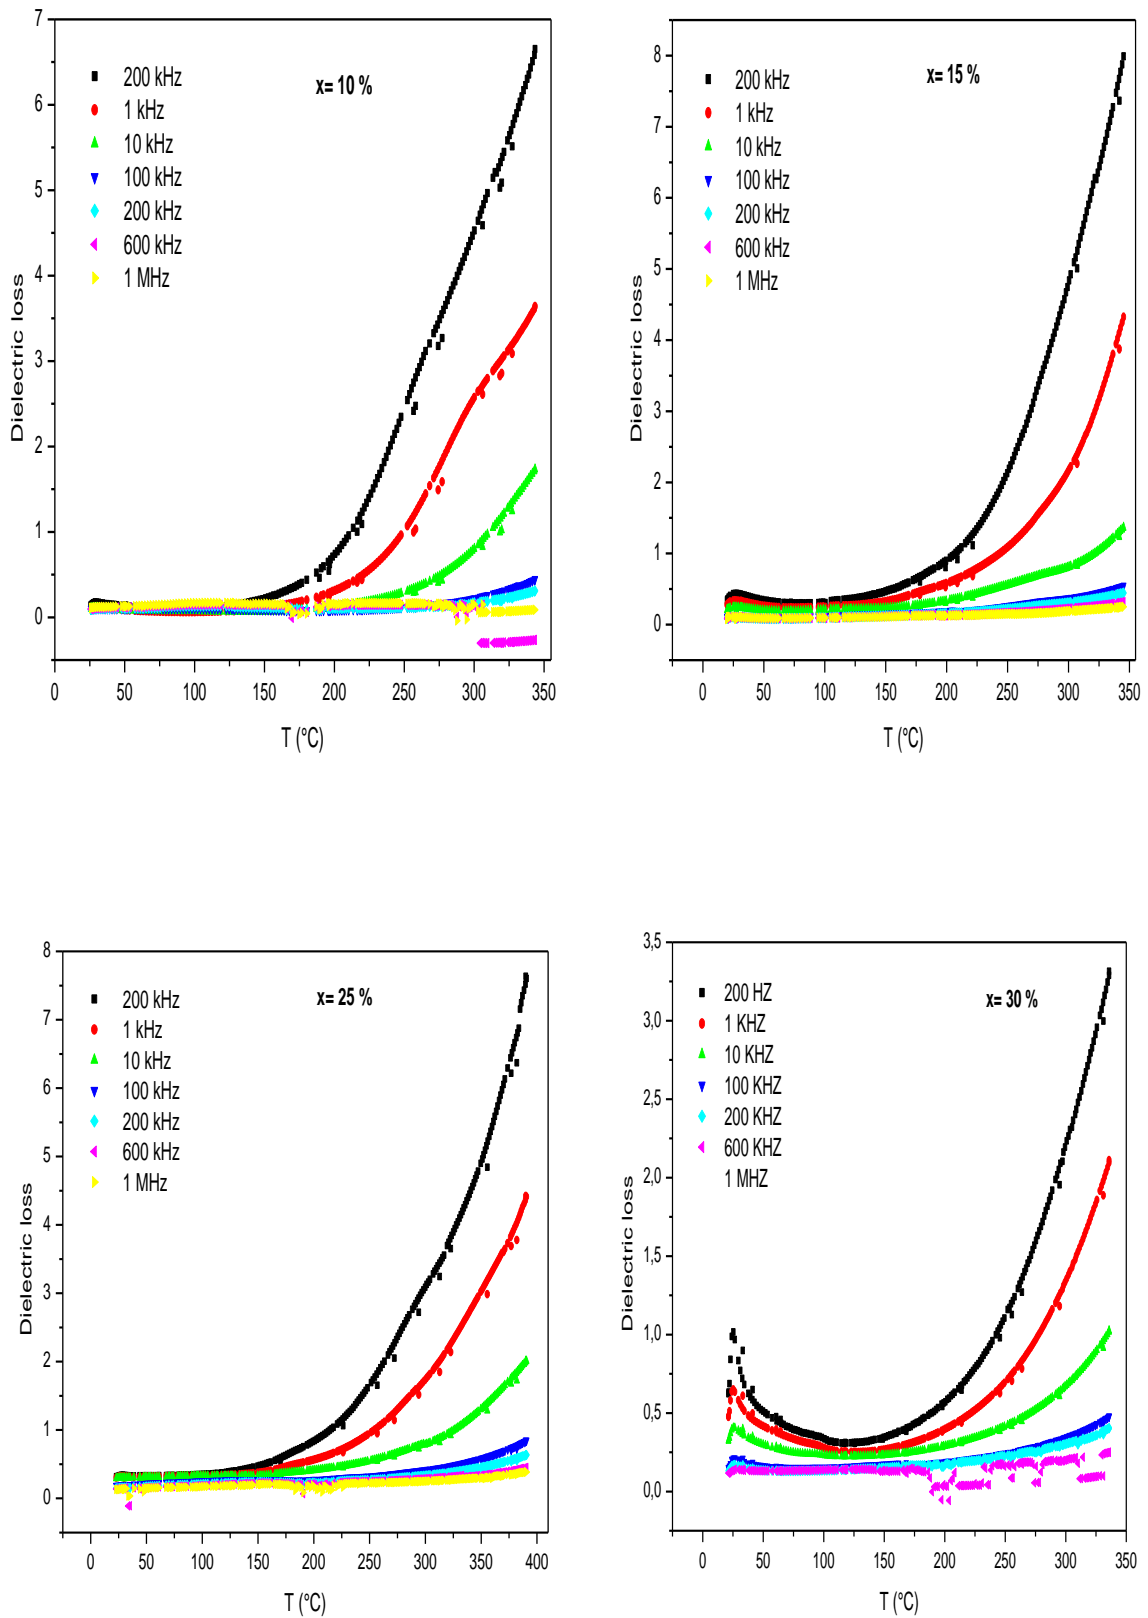 7
6
5
4
3
2
1
0
Dielectric loss
200 kHz
1 kHz
10 kHz
100 kHz
200 kHz
600 kHz
1 MHz
x= 10 %
0 50 100 150 200 250 300 350
T (°C)
8
7
6
5
4
3
2
1
0
Dielectric loss
200 kHz
1 kHz
10 kHz
100 kHz
200 kHz
600 kHz
1 MHz
x= 15 %
0 50 100 150 200 250 300 350
T (°C)
8
7
6
5
4
3
2
1
0
Dielectric loss
200 kHz
1 kHz
10 kHz
100 kHz
200 kHz
600 kHz
1 MHz
x= 25 %
0 50 100 150 200 250 300 350 400
T (°C)
3,5
3,0
2,5
2,0
1,5
1,0
0,5
0,0
Dielectric loss
200 HZ
1 KHZ
10 KHZ
100 KHZ
200 KHZ
600 KHZ
1 MHZ
x= 30 %
0 50 100 150 200 250 300 350
T (°C)